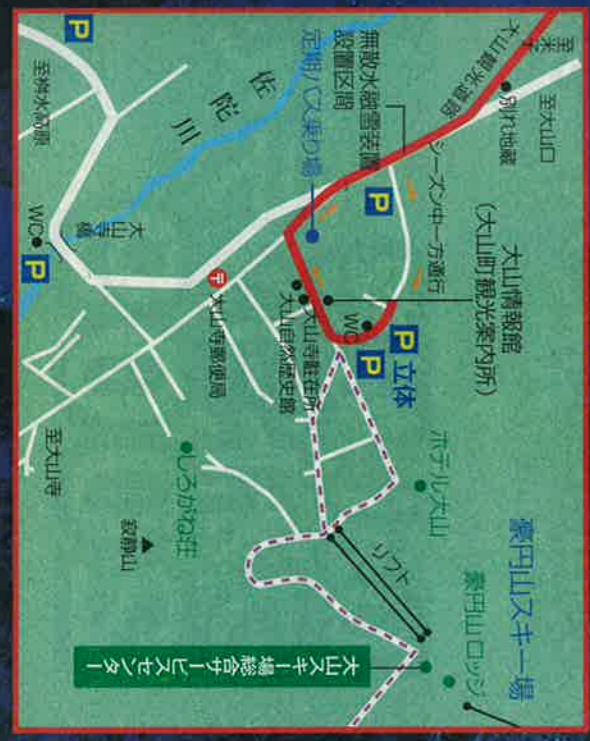 至米子
大山観光道路
別れ地蔵
至大山口
無散水融雪装置
設置区間
定期バス乗り場
シーズン中一方通行
大山情報館
(大山町観光案内所)
P
佐陀川
P
至桝水高原
大山寺橋
WC
P
〒
大山寺郵便局
WC
P 立体
P
大山寺駐在所
大山自然歴史館
至大山寺
しろがね荘
寂静山
ホテル大山
リフト
豪円山スキー場
豪円山ロッジ
大山スキー場総合サービスセンター